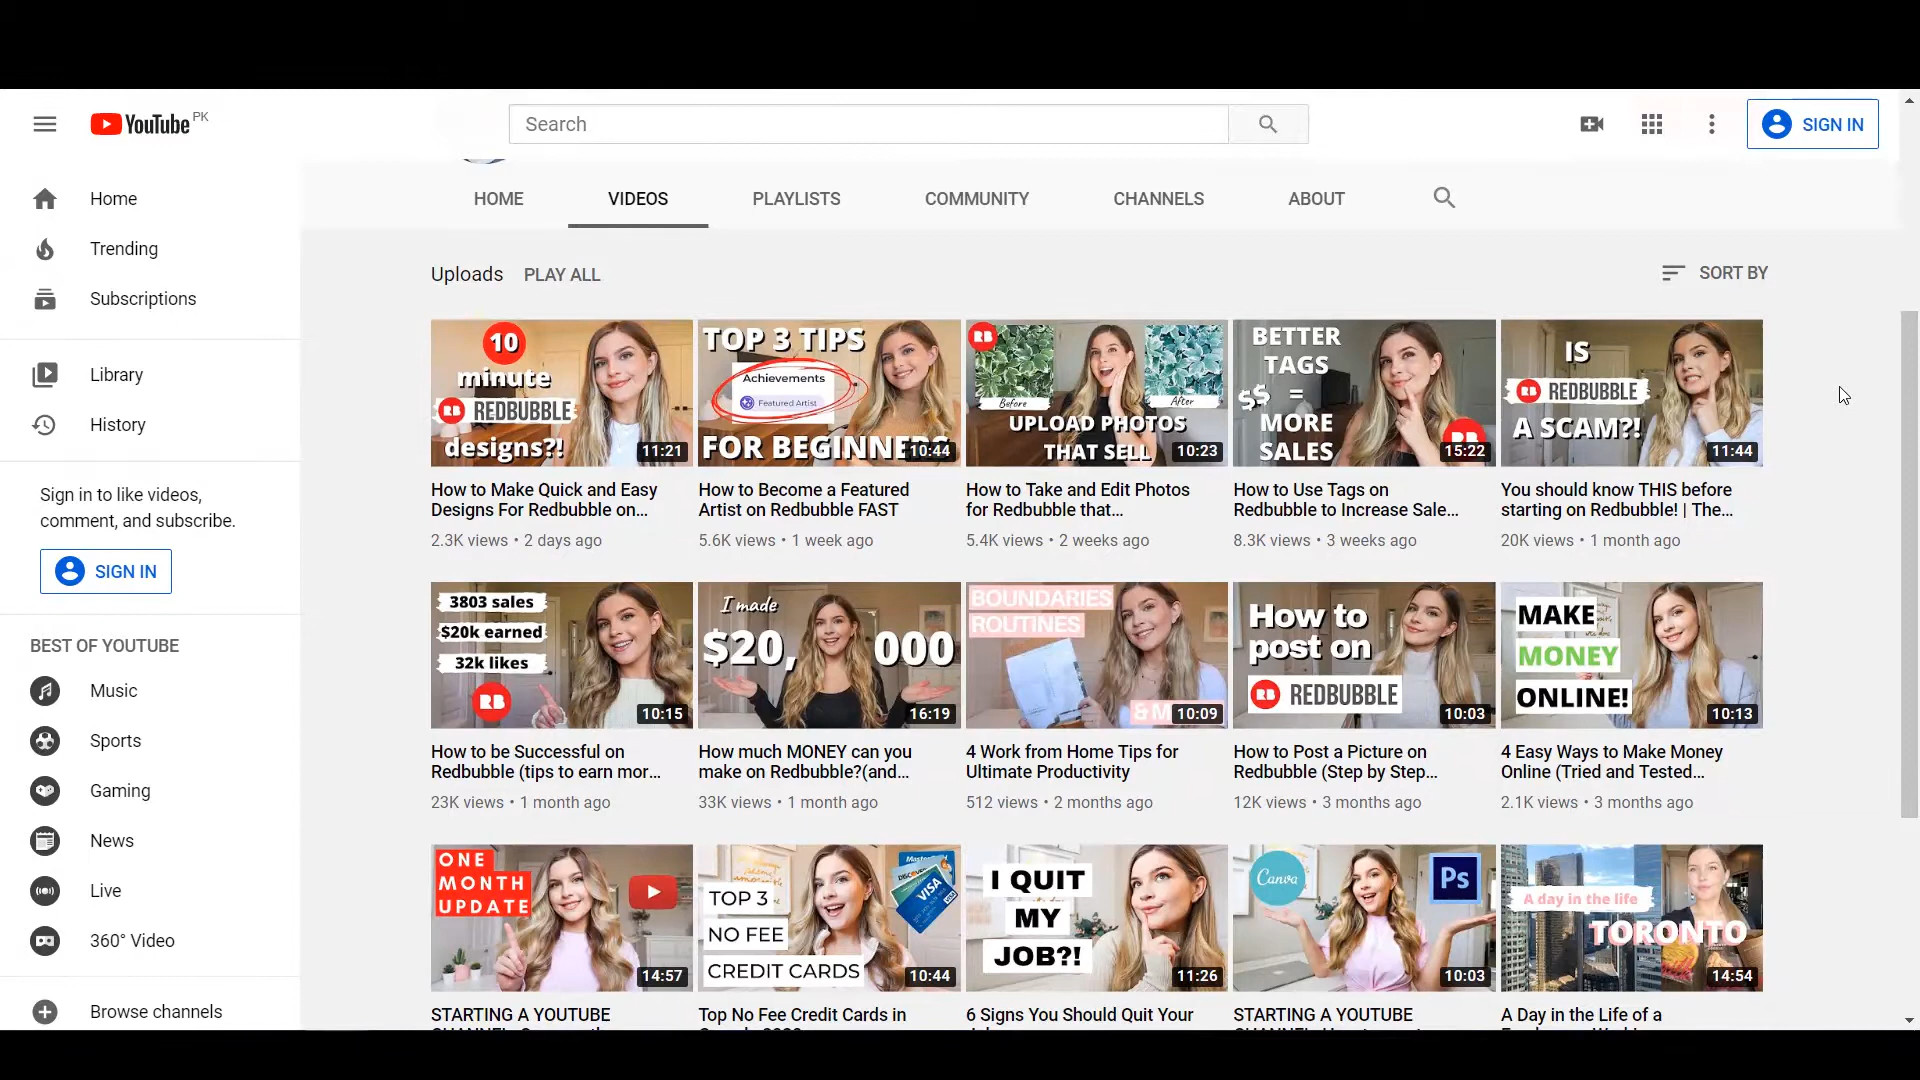 YouTube PK
Search
SIGN IN
Home
Trending
Subscriptions
Library
History
Sign in to like videos,
comment, and subscribe.
SIGN IN
BEST OF YOUTUBE
Music
Sports
Gaming
News
Live
360° Video
Browse channels
HOME
VIDEOS
PLAYLISTS
COMMUNITY
CHANNELS
ABOUT
Uploads
PLAY ALL
SORT BY
10
minute
RB REDBUBBLE
designs?!
11:21
How to Make Quick and Easy
Designs For Redbubble on...
2.3K views • 2 days ago
TOP 3 TIPS
Achievements
Featured Artist
FOR BEGINNERS
10:44
How to Become a Featured
Artist on Redbubble FAST
5.6K views • 1 week ago
RB
Before
After
UPLOAD PHOTOS
THAT SELL
10:23
How to Take and Edit Photos
for Redbubble that...
5.4K views • 2 weeks ago
BETTER
TAGS
$$ =
MORE
SALES
RB
15:22
How to Use Tags on
Redbubble to Increase Sale...
8.3K views • 3 weeks ago
IS
RB REDBUBBLE
A SCAM?!
11:44
You should know THIS before
starting on Redbubble! | The...
20K views • 1 month ago
3803 sales
$20k earned
32k likes
RB
10:15
How to be Successful on
Redbubble (tips to earn mor...
23K views • 1 month ago
I made
$20,000
16:19
How much MONEY can you
make on Redbubble?(and...
33K views • 1 month ago
BOUNDARIES
ROUTINES
& M
10:09
4 Work from Home Tips for
Ultimate Productivity
512 views • 2 months ago
How to
post on
RB REDBUBBLE
10:03
How to Post a Picture on
Redbubble (Step by Step...
12K views • 3 months ago
MAKE
MONEY
ONLINE!
10:13
4 Easy Ways to Make Money
Online (Tried and Tested...
2.1K views • 3 months ago
ONE
MONTH
UPDATE
14:57
STARTING A YOUTUBE
TOP 3
NO FEE
CREDIT CARDS
VISA
10:44
Top No Fee Credit Cards in
I QUIT
MY
JOB?!
11:26
6 Signs You Should Quit Your
Canva
Ps
10:03
STARTING A YOUTUBE
A day in the life
TORONTO
14:54
A Day in the Life of a